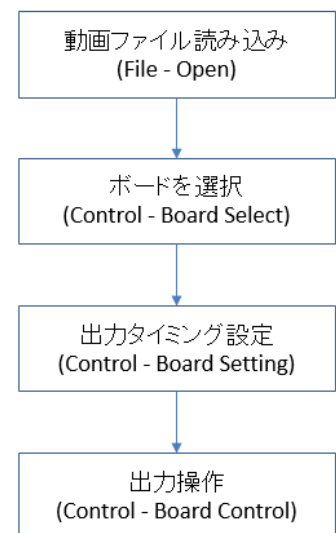 動画ファイル読み込み
(File - Open)
ボードを選択
(Control - Board Select)
出力タイミング設定
(Control - Board Setting)
出力操作
(Control - Board Control)